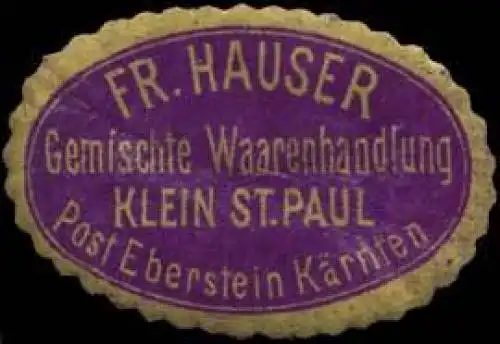 FR. HAUSER
Gemischte Waarenhandlung
KLEIN ST. PAUL
Post Eberstein Kärnten